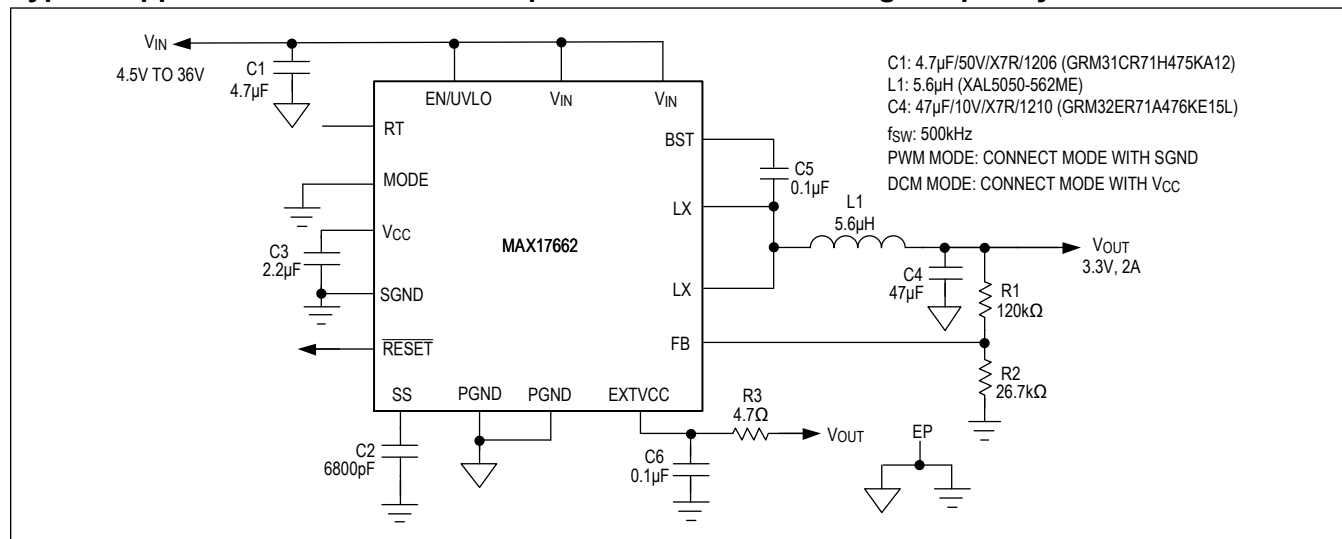 VIN
4.5V TO 36V
C1
4.7µF
EN/UVLO
VIN
VIN
C1: 4.7µF/50V/X7R/1206 (GRM31CR71H475KA12)
L1: 5.6µH (XAL5050-562ME)
C4: 47µF/10V/X7R/1210 (GRM32ER71A476KE15L)
fSW: 500kHz
PWM MODE: CONNECT MODE WITH SGND
DCM MODE: CONNECT MODE WITH VCC
RT
MODE
VCC
C3
2.2µF
SGND
RESET
MAX17662
BST
C5
0.1µF
LX
L1
5.6µH
LX
FB
VOUT
3.3V, 2A
C4
47µF
R1
120kΩ
R2
26.7kΩ
SS
PGND
PGND
EXTVCC
C2
6800pF
R3
4.7Ω
VOUT
C6
0.1µF
EP